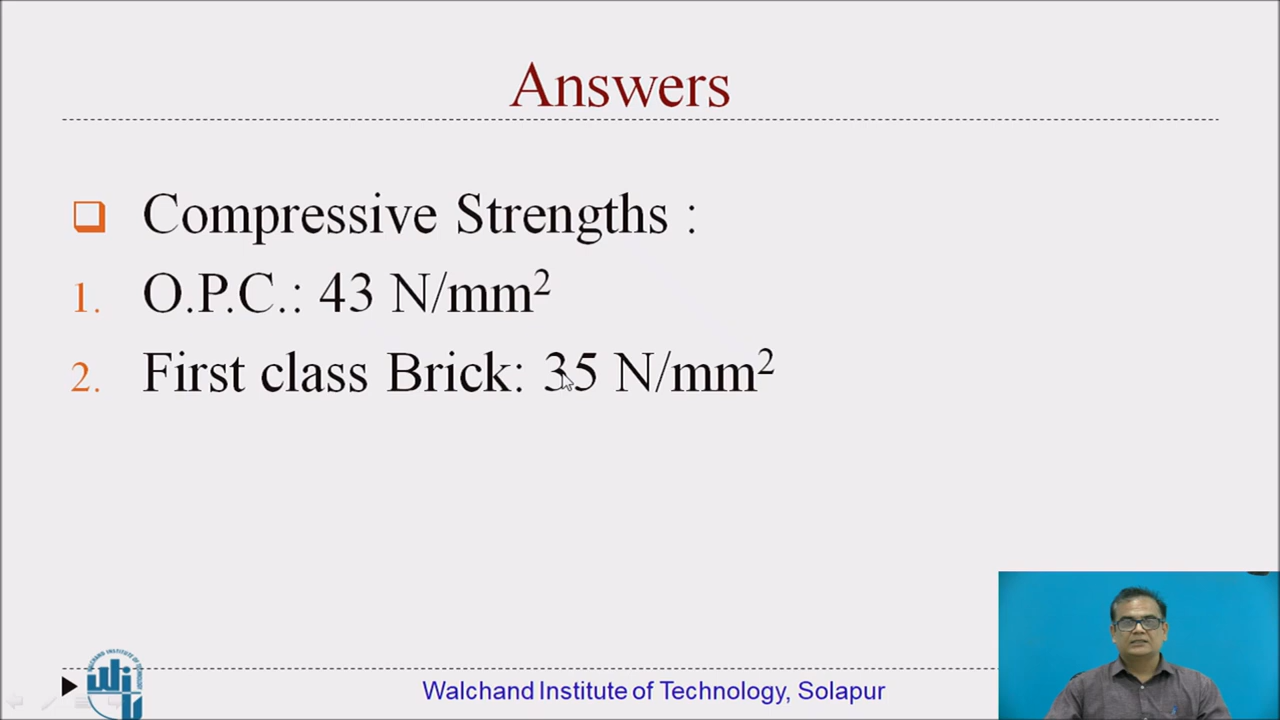 Answers
Compressive Strengths :
1. O.P.C.: 43 N/mm²
2. First class Brick: 35 N/mm²
Walchand Institute of Technology, Solapur